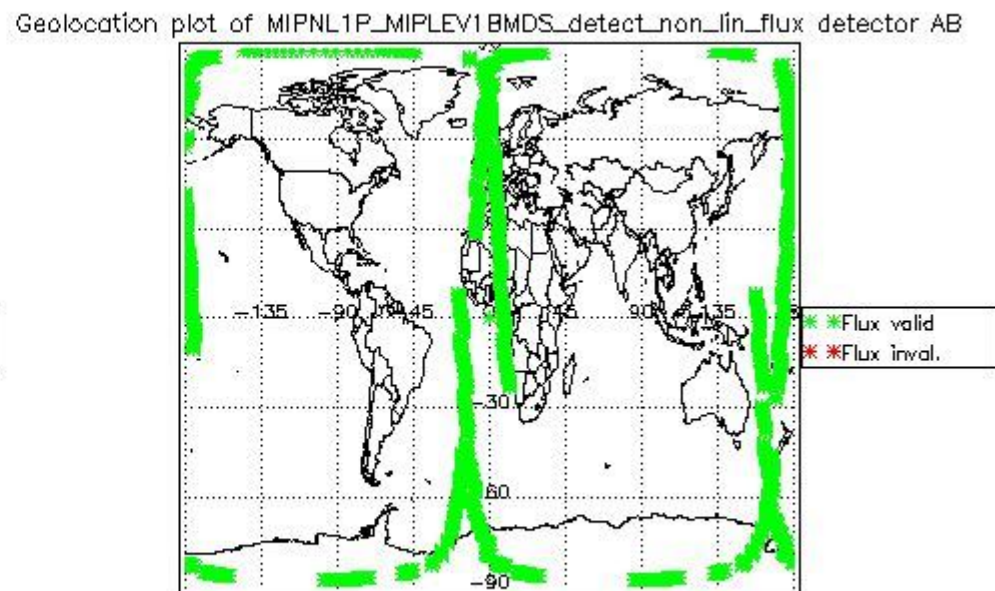 Geolocation plot of MIPNL1P_MIPLEV1BMDS_detect_non_lin_flux detector AB
-135 -90 -45 45 90 135
Flux valid
Flux inval.
-30
-60
-90